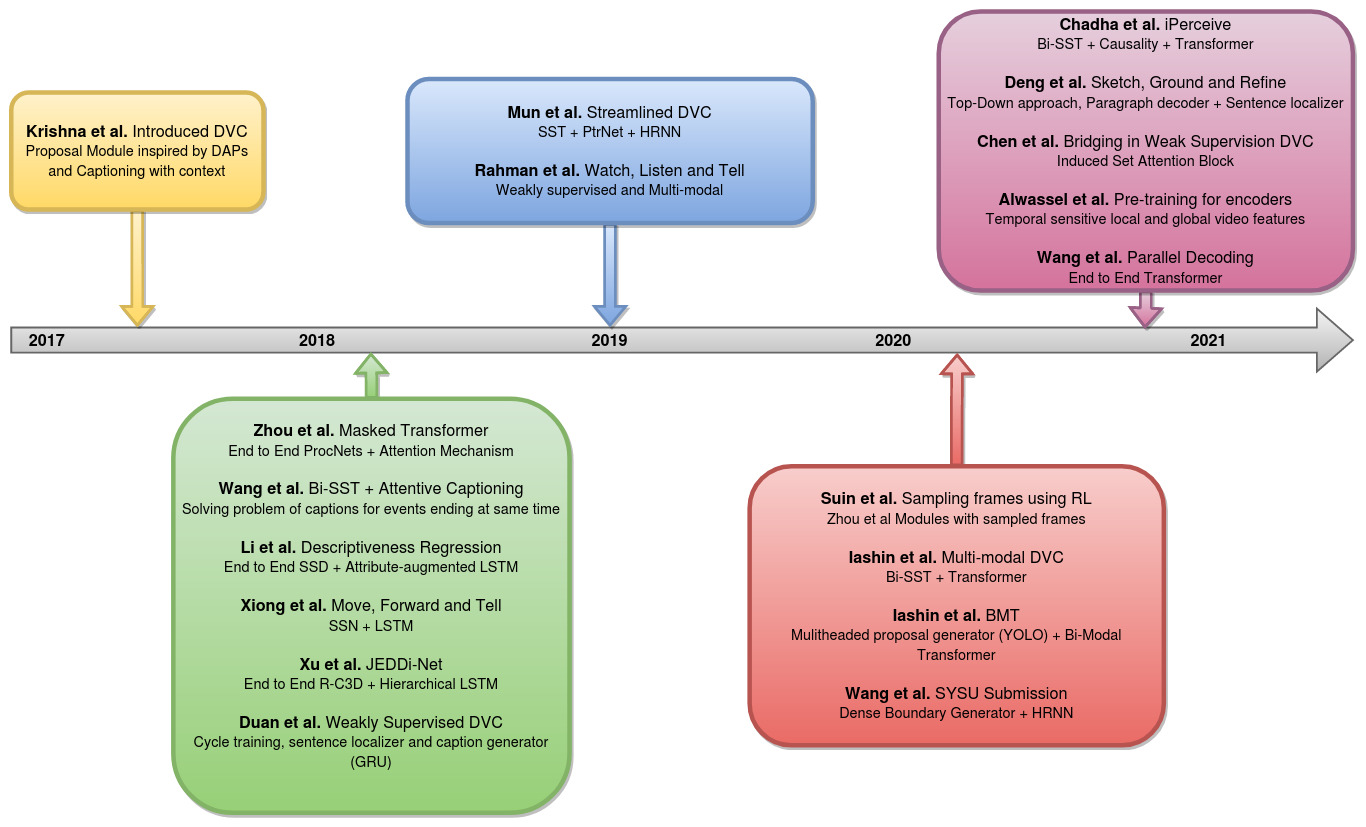 Krishna et al. Introduced DVC
Proposal Module inspired by DAPs
and Captioning with context
Mun et al. Streamlined DVC
SST + PtrNet + HRNN
Rahman et al. Watch, Listen and Tell
Weakly supervised and Multi-modal
Chadha et al. iPerceive
Bi-SST + Causality + Transformer
Deng et al. Sketch, Ground and Refine
Top-Down approach, Paragraph decoder + Sentence localizer
Chen et al. Bridging in Weak Supervision DVC
Induced Set Attention Block
Alwassel et al. Pre-training for encoders
Temporal sensitive local and global video features
Wang et al. Parallel Decoding
End to End Transformer
2017 2018 2019 2020 2021
Zhou et al. Masked Transformer
End to End ProcNets + Attention Mechanism
Wang et al. Bi-SST + Attentive Captioning
Solving problem of captions for events ending at same time
Li et al. Descriptiveness Regression
End to End SSD + Attribute-augmented LSTM
Xiong et al. Move, Forward and Tell
SSN + LSTM
Xu et al. JEDDi-Net
End to End R-C3D + Hierarchical LSTM
Duan et al. Weakly Supervised DVC
Cycle training, sentence localizer and caption generator
(GRU)
Suin et al. Sampling frames using RL
Zhou et al Modules with sampled frames
Iashin et al. Multi-modal DVC
Bi-SST + Transformer
Iashin et al. BMT
Mulitheaded proposal generator (YOLO) + Bi-Modal
Transformer
Wang et al. SYSU Submission
Dense Boundary Generator + HRNN